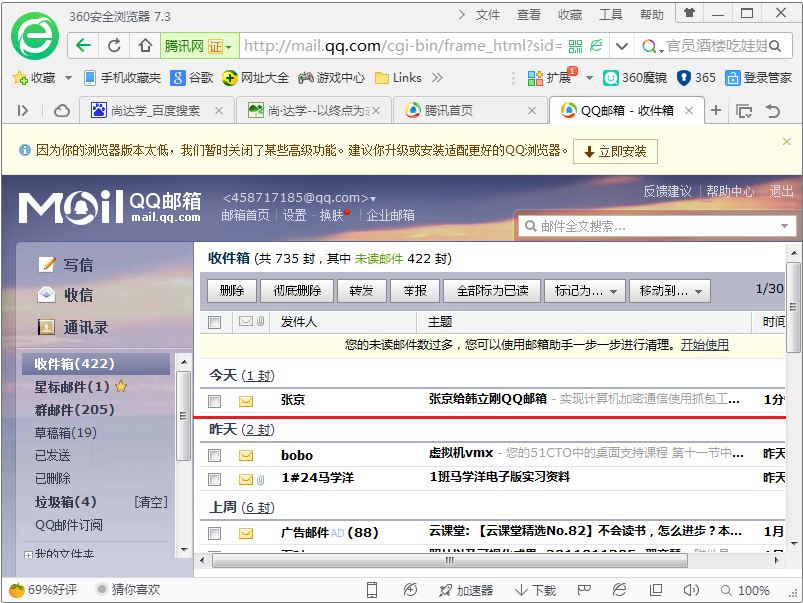 360安全浏览器 7.3
文件 查看 收藏 工具 帮助
腾讯网 证 http://mail.qq.com/cgi-bin/frame_html?sid= 官员酒楼吃娃娃
收藏 手机收藏夹 谷歌 网址大全 游戏中心 Links 扩展 1 360魔镜 365 登录管家
尚达学_百度搜索 尚·达学--以终点为 腾讯首页 QQ邮箱 - 收件箱
因为你的浏览器版本太低，我们暂时关闭了某些高级功能。建议你升级或安装适配更好的QQ浏览器。 立即安装
Mail QQ邮箱 mail.qq.com
<458717185@qq.com>
邮箱首页 | 设置 - 换肤 | 企业邮箱
反馈建议 | 帮助中心 退出
邮件全文搜索...
写信
收信
通讯录
收件箱(422)
星标邮件(1)
群邮件(205)
草稿箱(19)
已发送
已删除
垃圾箱(4) [清空]
QQ邮件订阅
我的文件夹
收件箱 (共 735 封，其中 未读邮件 422 封)
删除 彻底删除 转发 举报 全部标为已读 标记为... 移动到... 1/30
发件人 主题 时间
您的未读邮件数过多，您可以使用邮箱助手一步一步进行清理。 开始使用
今天 (1 封)
张京 张京给韩立刚QQ邮箱 - 实现计算机加密通信使用抓包工... 1分
昨天 (2 封)
bobo 虚拟机vmx - 您的51CTO中的桌面支持课程 第十一节中... 昨天
1#24马学洋 1班马学洋电子版实习资料 昨天
上周 (6 封)
广告邮件AD (88) 云课堂：【云课堂精选No.82】不会读书，怎么进步？本... 1月
69%好评 猜你喜欢 加速器 下载 100%